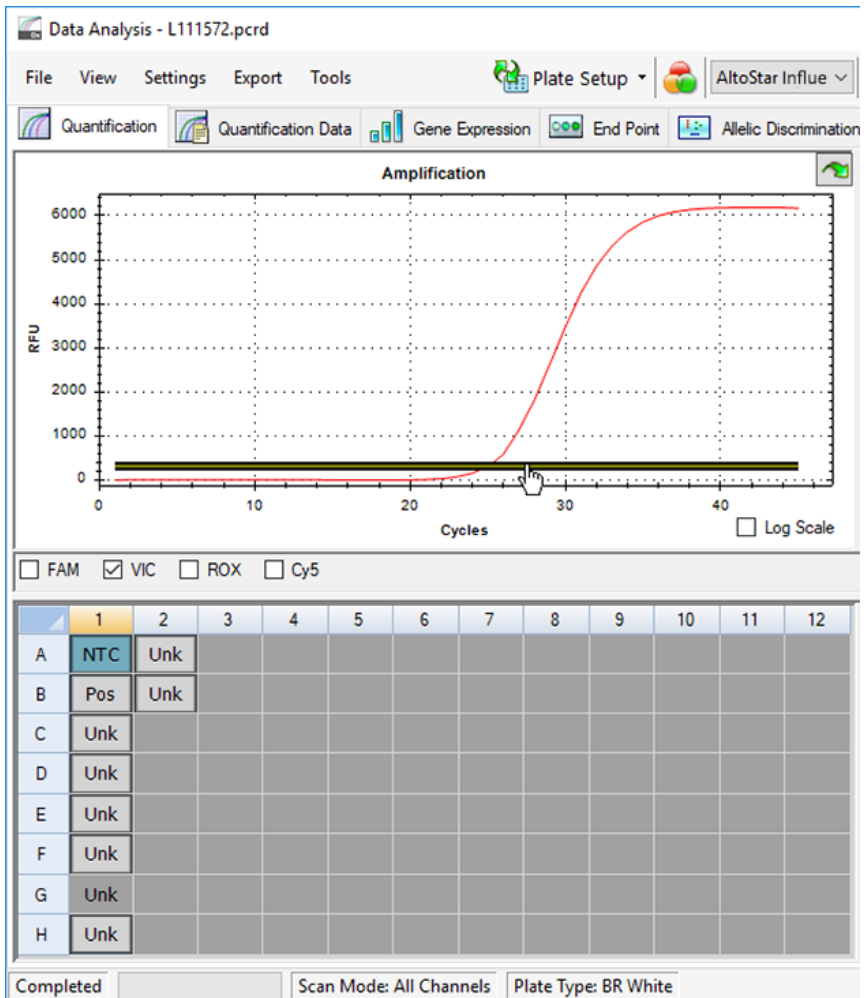 Data Analysis - L111572.pcrd
File View Settings Export Tools Plate Setup AltoStar Influe
Quantification Quantification Data Gene Expression End Point Allelic Discrimination
Amplification
6000
5000
4000
3000
2000
1000
0
RFU
0 10 20 30 40
Cycles
Log Scale
FAM VIC ROX Cy5
1 2 3 4 5 6 7 8 9 10 11 12
A NTC Unk
B Pos Unk
C Unk
D Unk
E Unk
F Unk
G Unk
H Unk
Completed Scan Mode: All Channels Plate Type: BR White